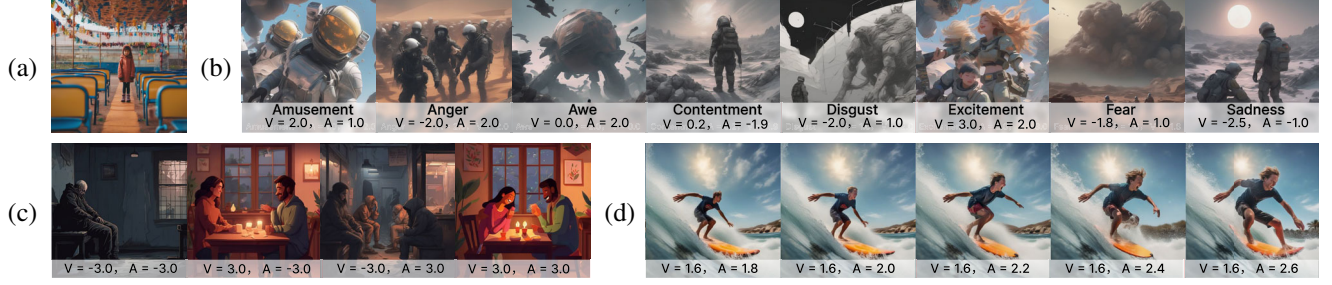 (a)
(b)
Amusement
V = 2.0, A = 1.0
Anger
V = -2.0, A = 2.0
Awe
V = 0.0, A = 2.0
Contentment
V = 0.2, A = -1.9
Disgust
V = -2.0, A = 1.0
Excitement
V = 3.0, A = 2.0
Fear
V = -1.8, A = 1.0
Sadness
V = -2.5, A = -1.0
(c)
V = -3.0, A = -3.0
V = 3.0, A = -3.0
V = -3.0, A = 3.0
V = 3.0, A = 3.0
(d)
V = 1.6, A = 1.8
V = 1.6, A = 2.0
V = 1.6, A = 2.2
V = 1.6, A = 2.4
V = 1.6, A = 2.6